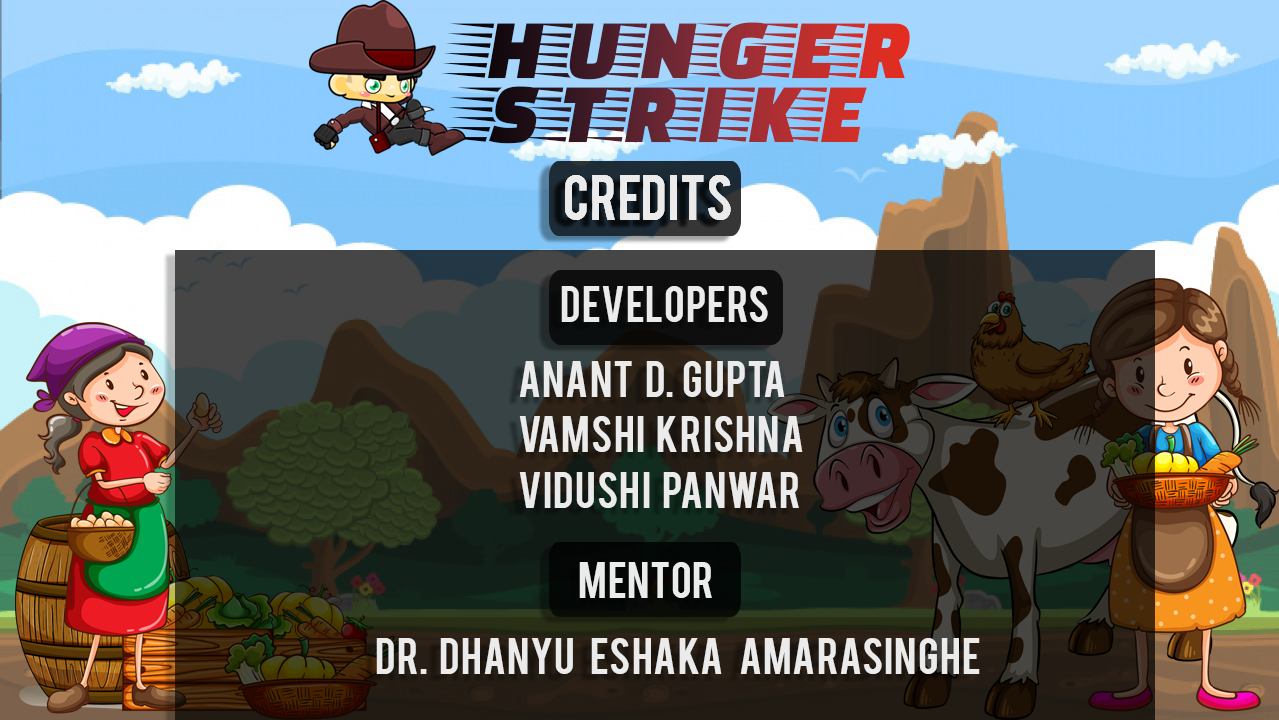 HUNGER
STRIKE
CREDITS
DEVELOPERS
ANANT D. GUPTA
VAMSHI KRISHNA
VIDUSHI PANWAR
MENTOR
DR. DHANYU ESHAKA AMARASINGHE